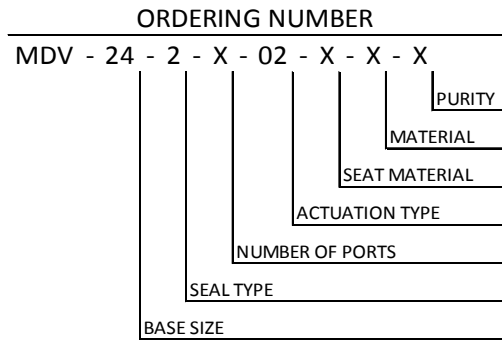 ORDERING NUMBER
MDV - 24 - 2 - X - 02 - X - X - X
PURITY
MATERIAL
SEAT MATERIAL
ACTUATION TYPE
NUMBER OF PORTS
SEAL TYPE
BASE SIZE